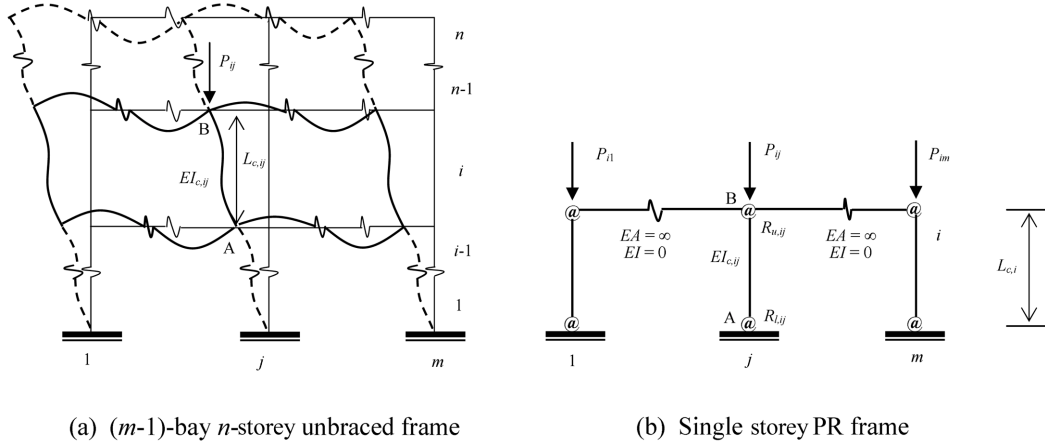 n
P_ij
n-1
B
L_c,ij
EI_c,ij
i
A
i-1
1
1
j
m
(a) (m-1)-bay n-storey unbraced frame
P_i1
P_ij
P_im
@
B
@
@
R_u,ij
i
EA = ∞
EI = 0
EI_c,ij
EA = ∞
EI = 0
L_c,i
@
A
@
R_l,ij
@
1
j
m
(b) Single storey PR frame